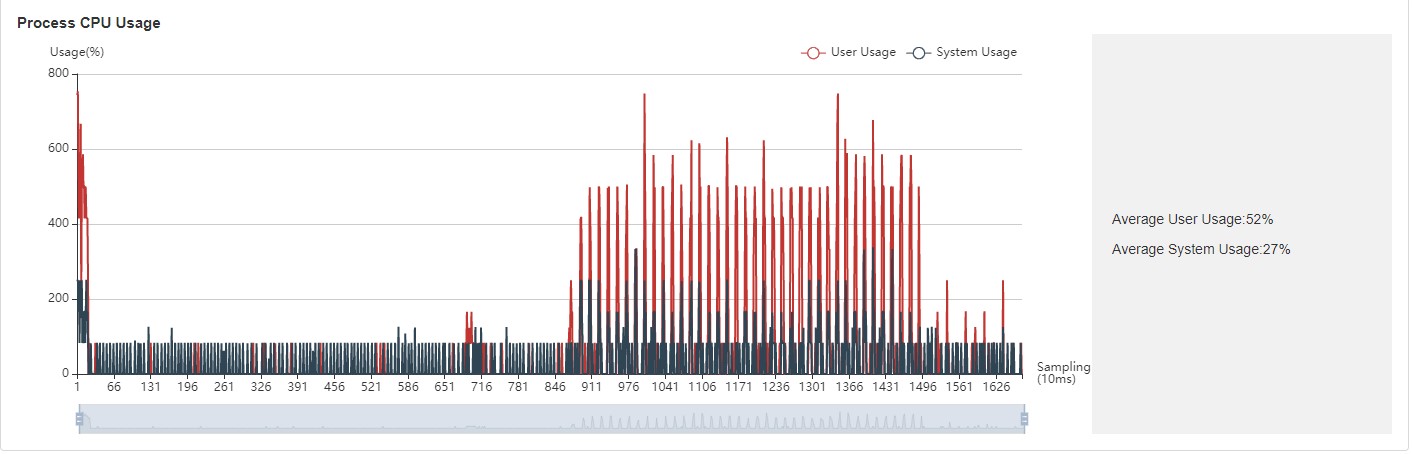 Process CPU Usage
Usage(%)
User Usage System Usage
800
600
400
200
0
1 66 131 196 261 326 391 456 521 586 651 716 781 846 911 976 1041 1106 1171 1236 1301 1366 1431 1496 1561 1626
Sampling
(10ms)
Average User Usage:52%
Average System Usage:27%